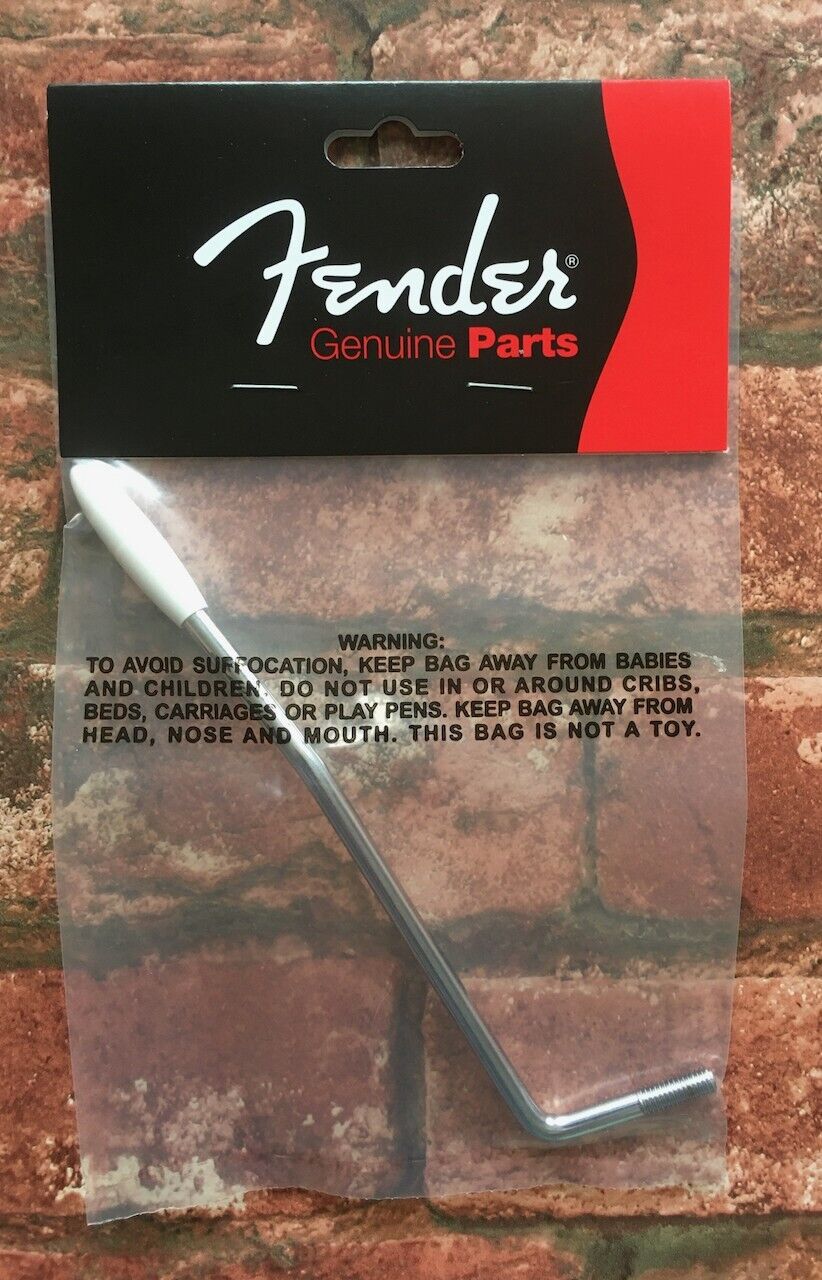 Fender®
Genuine Parts
WARNING:
TO AVOID SUFFOCATION, KEEP BAG AWAY FROM BABIES
AND CHILDREN. DO NOT USE IN OR AROUND CRIBS,
BEDS, CARRIAGES OR PLAY PENS. KEEP BAG AWAY FROM
HEAD, NOSE AND MOUTH. THIS BAG IS NOT A TOY.